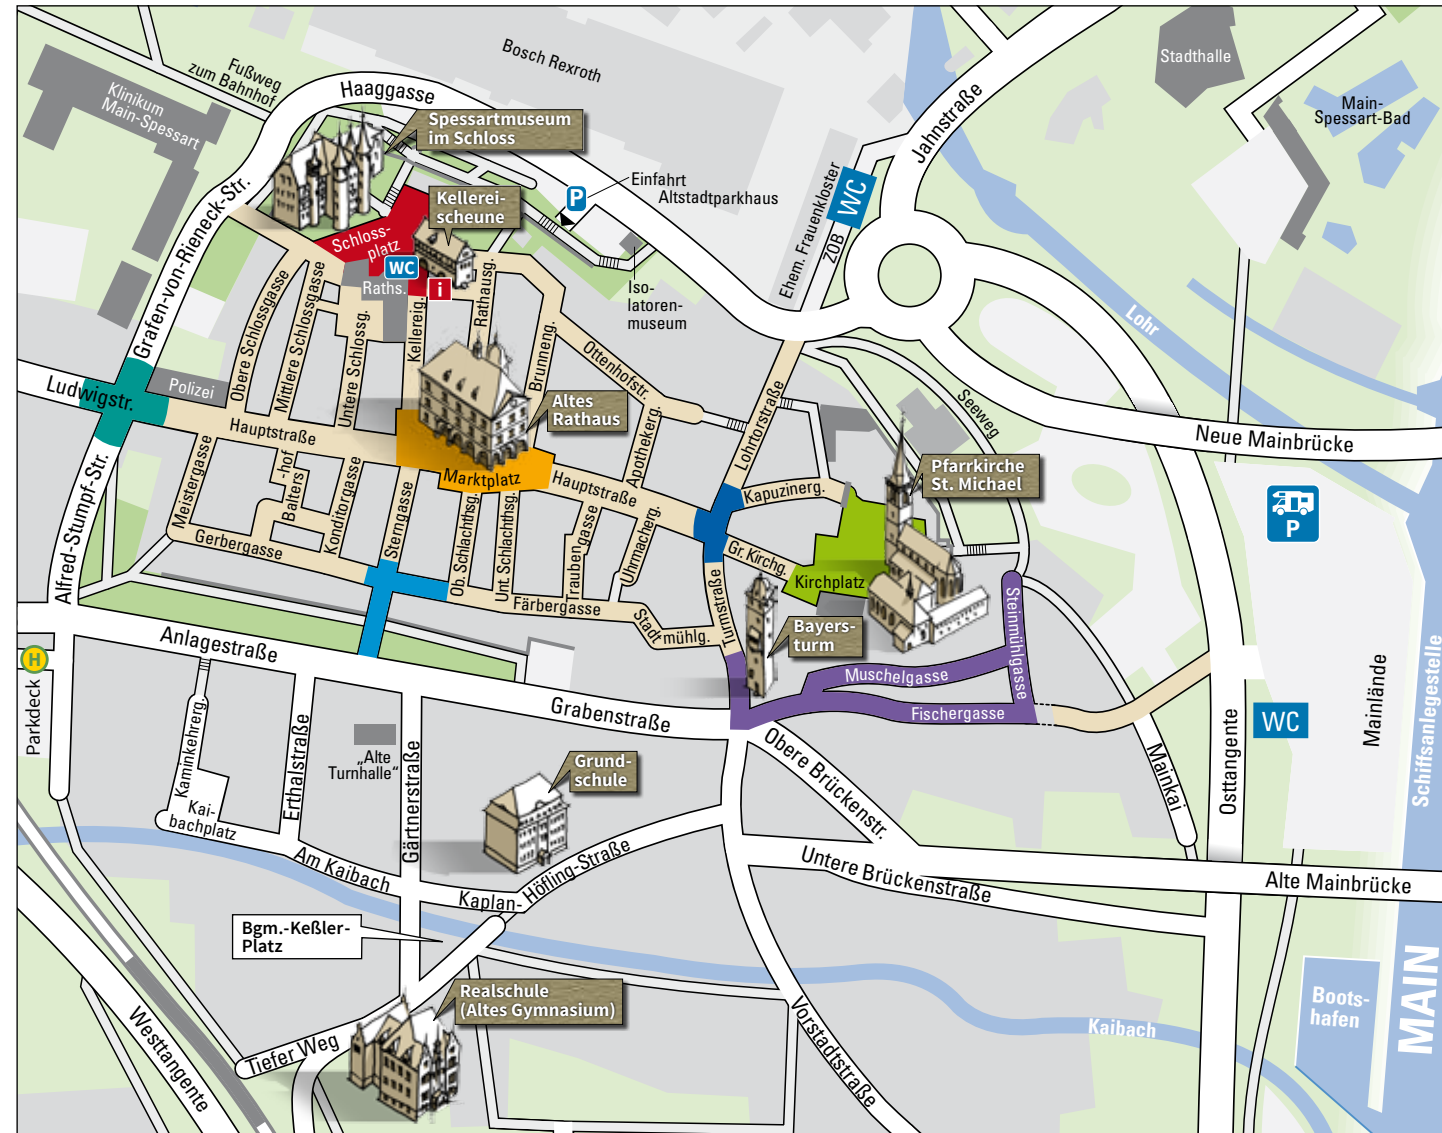 Bosch Rexroth
Stadthalle
Main-
Spessart-Bad
Fußweg
zum Bahnhof
Klinikum
Main-Spessart
Haaggasse
Jahnstraße
Spessartmuseum
im Schloss
Kellerei-
scheune
P
Einfahrt
Altstadtparkhaus
WC
ZOB
Ehem. Frauenkloster
Grafen-von-Rieneck-Str.
Schloss-
platz
WC
i
Raths.
Iso-
latoren-
museum
Lohr
Obere Schlossgasse
Mittlere Schlossgasse
Untere Schlossg.
Kellereig.
Rathausg.
Brunneng.
Ottenhofstr.
Ludwigstr.
Polizei
Altes
Rathaus
Apothekerg.
Lohrtorstraße
Seeweg
Neue Mainbrücke
Hauptstraße
Marktplatz
Hauptstraße
Kapuzinerg.
Pfarrkirche
St. Michael
P
Alfred-Stumpf-Str.
Meistergasse
Balters-
-hof
Konditorgasse
Sterngasse
Ob. Schlachthsg.
Unt. Schlachthsg.
Traubengasse
Uhrmacherg.
Gerbergasse
Färbergasse
Stadtmühlg.
Turmstraße
Gr. Kirchg.
Kirchplatz
Bayers-
turm
Steinmühlgasse
Muschelgasse
Fischergasse
H
Parkdeck
Anlagestraße
Grabenstraße
Obere Brückenstr.
Mainkai
Osttangente
WC
Mainlände
Schiffsanlegestelle
Kaminkehrerg.
Kai-
bachplatz
Erthalstraße
„Alte
Turnhalle“
Gärtnerstraße
Grund-
schule
Am Kaibach
Kaplan-Höfling-Straße
Untere Brückenstraße
Alte Mainbrücke
Bgm.-Keßler-
Platz
Realschule
(Altes Gymnasium)
Tiefer Weg
Westtangente
Vorstadtstraße
Kaibach
Boots-
hafen
MAIN